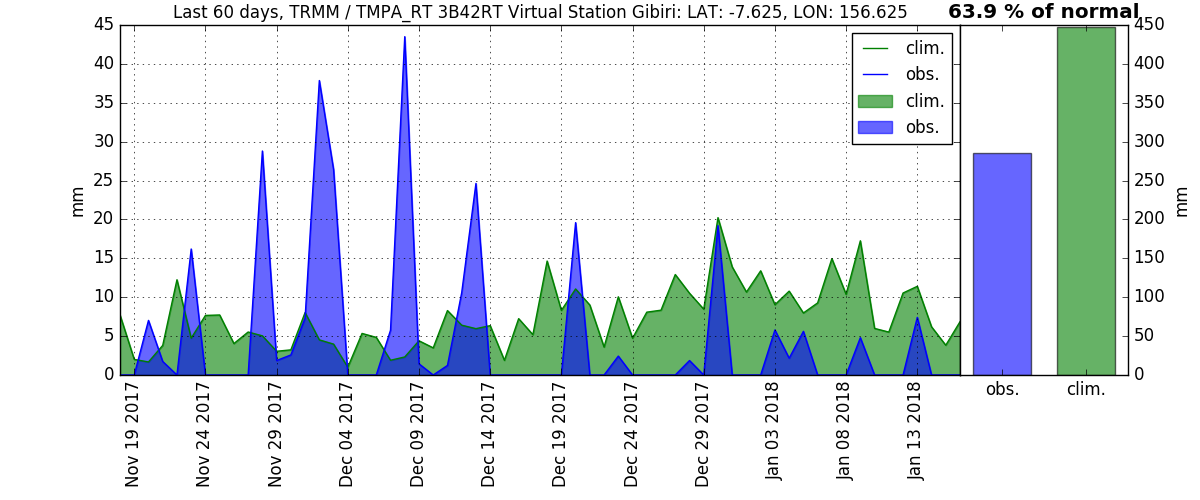 Last 60 days, TRMM / TMPA_RT 3B42RT Virtual Station Gibiri: LAT: -7.625, LON: 156.625
63.9 % of normal
45
40
35
30
25
20
15
10
5
0
mm
clim.
obs.
clim.
obs.
450
400
350
300
250
200
150
100
50
0
mm
Nov 19 2017
Nov 24 2017
Nov 29 2017
Dec 04 2017
Dec 09 2017
Dec 14 2017
Dec 19 2017
Dec 24 2017
Dec 29 2017
Jan 03 2018
Jan 08 2018
Jan 13 2018
obs.
clim.